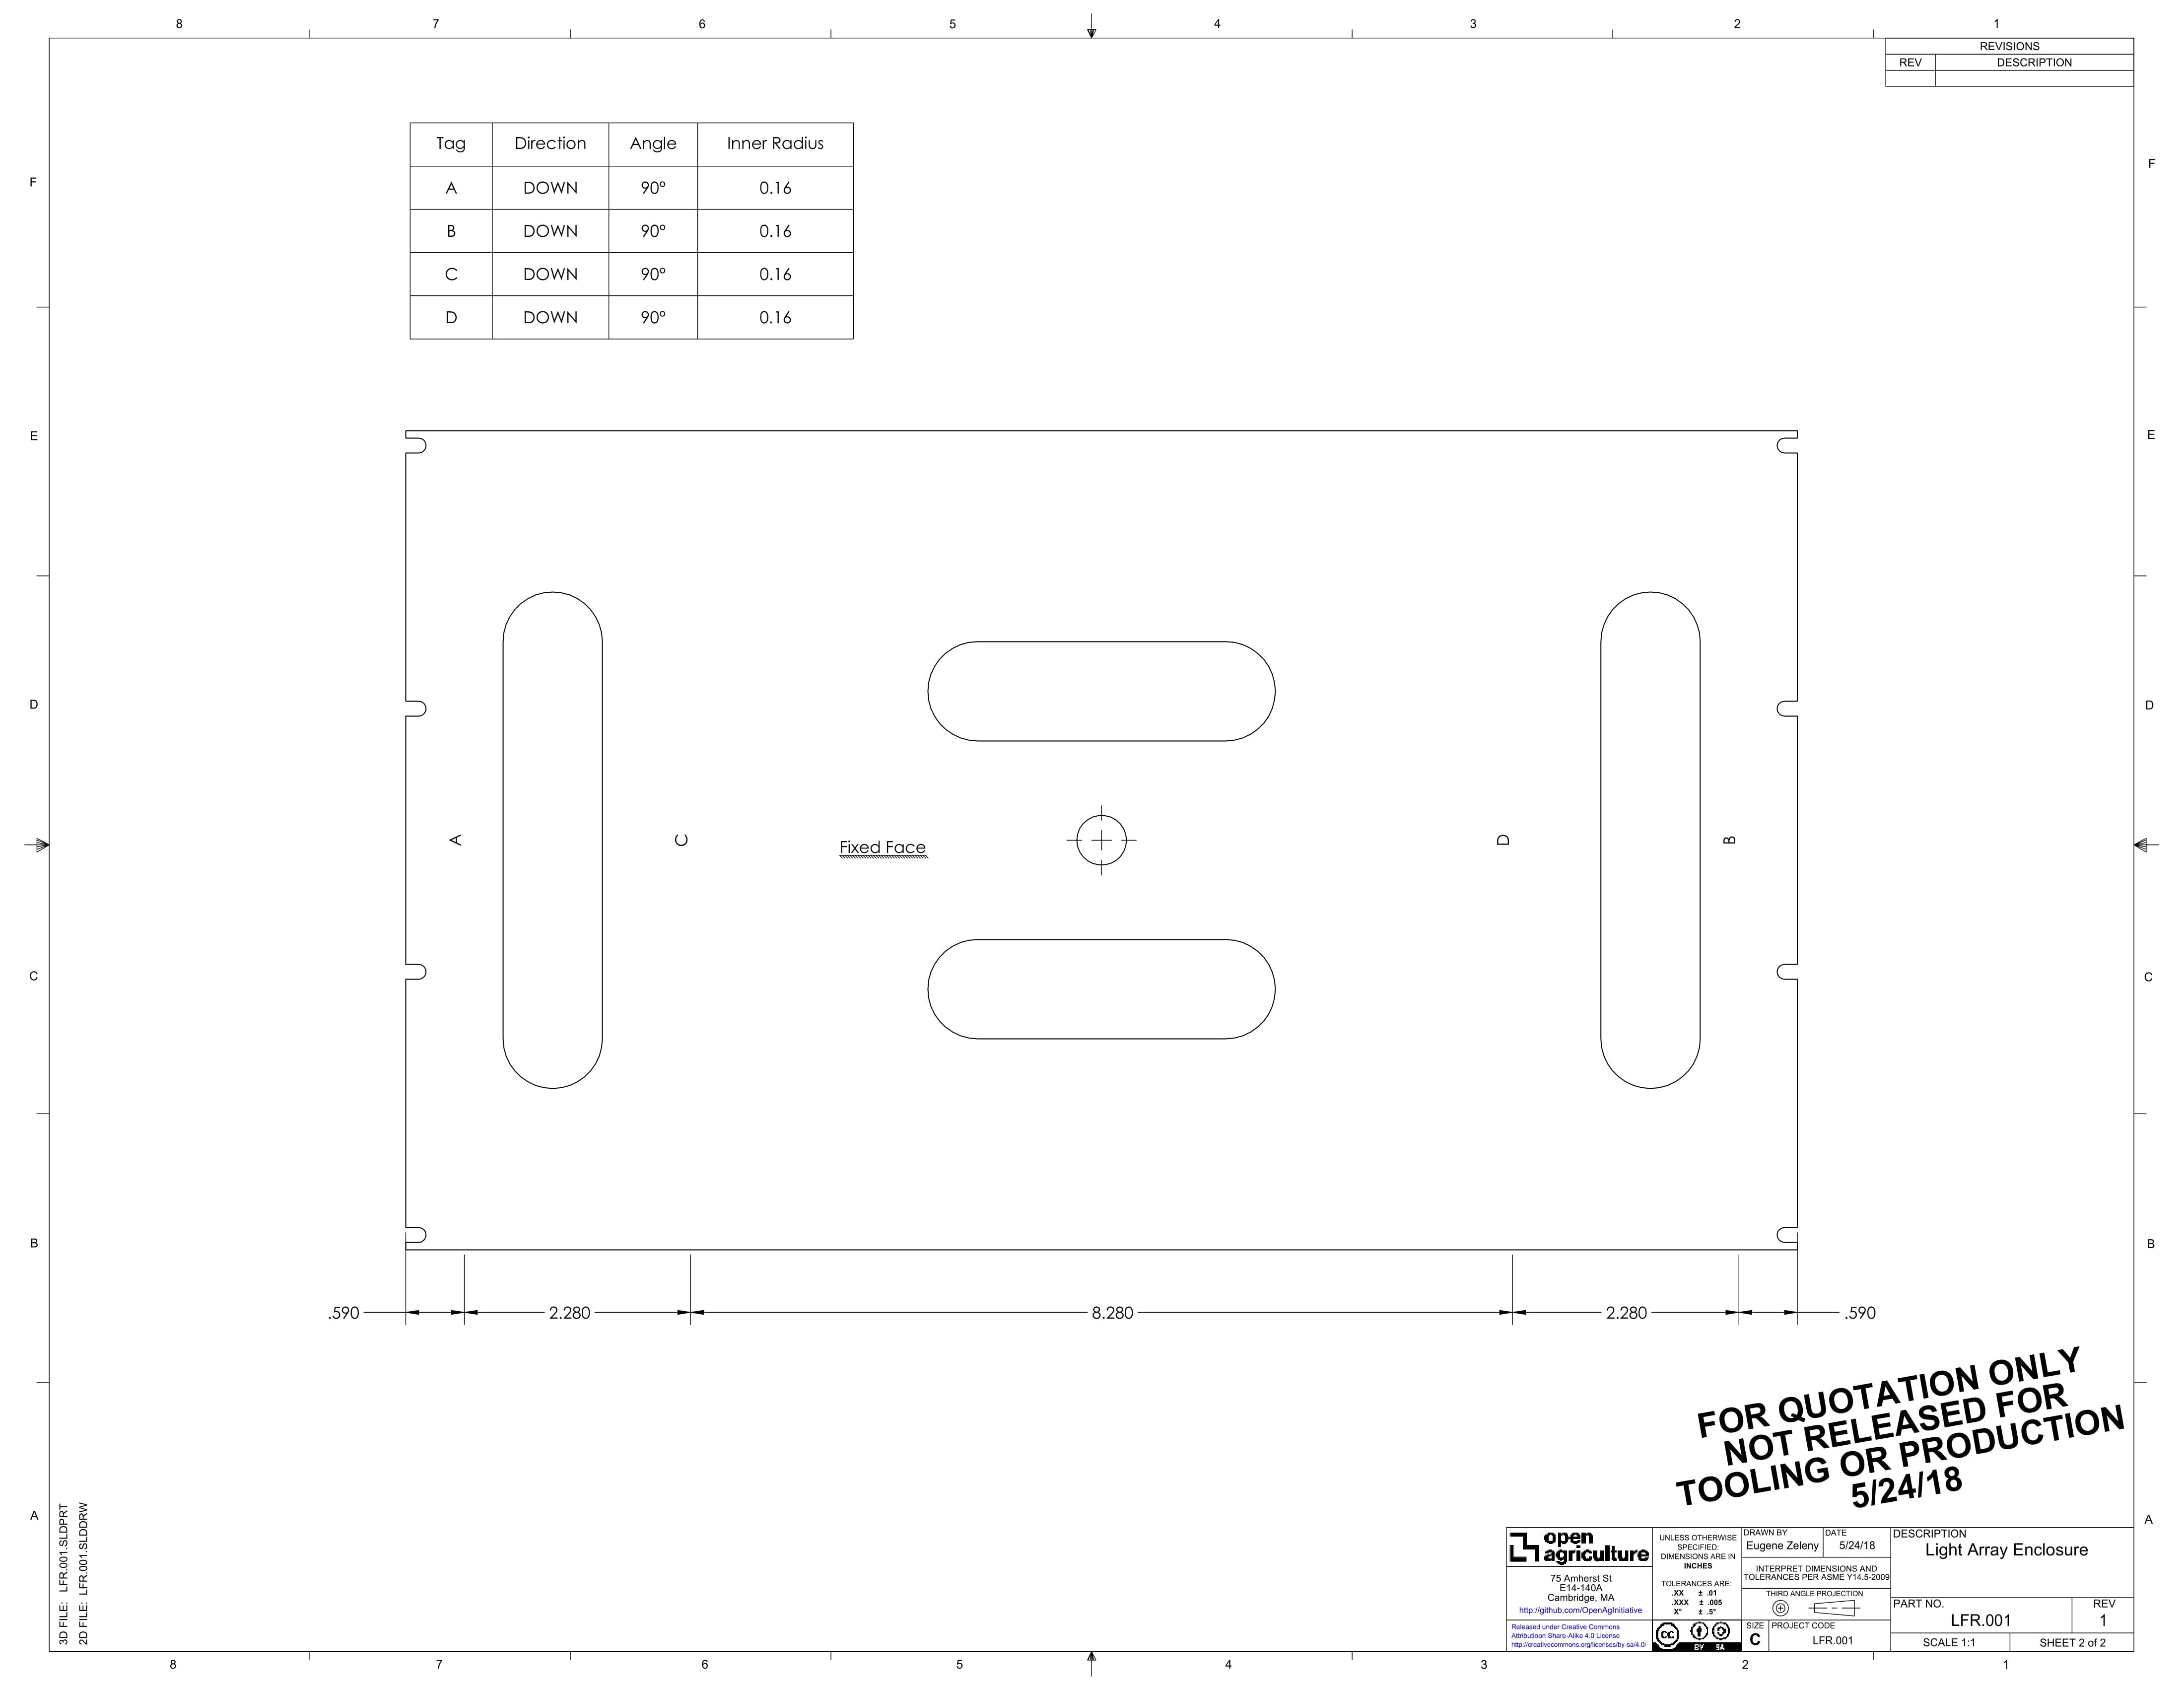 8 7 6 5 4 3 2 1
REVISIONS
REV DESCRIPTION
Tag Direction Angle Inner Radius
A DOWN 90° 0.16
B DOWN 90° 0.16
C DOWN 90° 0.16
D DOWN 90° 0.16
F F
E E
D D
A C Fixed Face D B
C C
B B
.590 2.280 8.280 2.280 .590
FOR QUOTATION ONLY
NOT RELEASED FOR
TOOLING OR PRODUCTION
5/24/18
A A
3D FILE: LFR.001.SLDPRT
2D FILE: LFR.001.SLDDRW
open
agriculture
75 Amherst St
E14-140A
Cambridge, MA
http://github.com/OpenAgInitiative
Released under Creative Commons
Attributioon Share-Alike 4.0 License
http://creativecommons.org/licenses/by-sa/4.0/
UNLESS OTHERWISE
SPECIFIED:
DIMENSIONS ARE IN
INCHES
TOLERANCES ARE:
.XX ± .01
.XXX ± .005
X° ± .5°
cc
BY SA
DRAWN BY
Eugene Zeleny
DATE
5/24/18
INTERPRET DIMENSIONS AND
TOLERANCES PER ASME Y14.5-2009
THIRD ANGLE PROJECTION
SIZE
C
PROJECT CODE
LFR.001
DESCRIPTION
Light Array Enclosure
PART NO.
LFR.001
REV
1
SCALE 1:1
SHEET 2 of 2
8 7 6 5 4 3 2 1